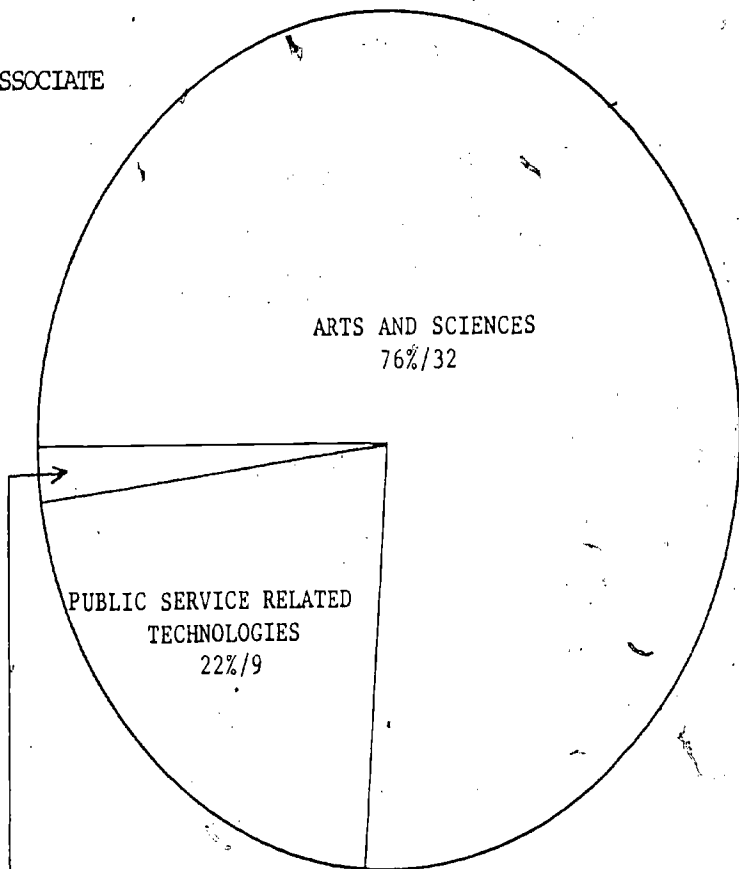 SSOCIATE
ARTS AND SCIENCES
76%/32
PUBLIC SERVICE RELATED
TECHNOLOGIES
22%/9